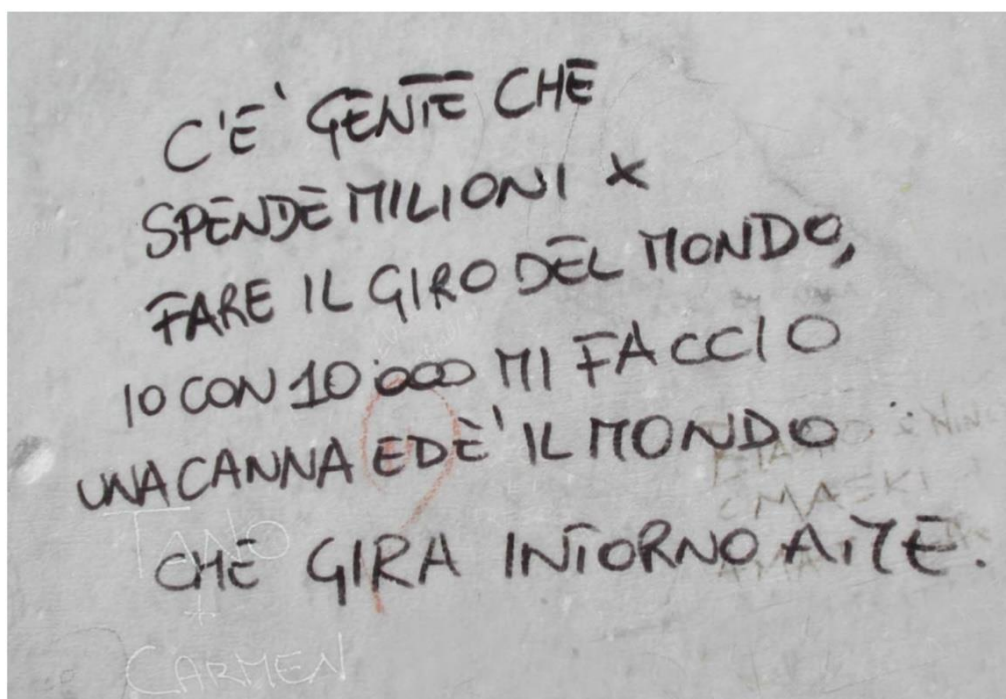 C'E' GENTE CHE
SPENDE MILIONI X
FARE IL GIRO DEL MONDO,
IO CON 10.000 MI FACCIO
UNA CANNA ED E' IL MONDO
CHE GIRA INTORNO A ME.
TANO
+
CARMEN